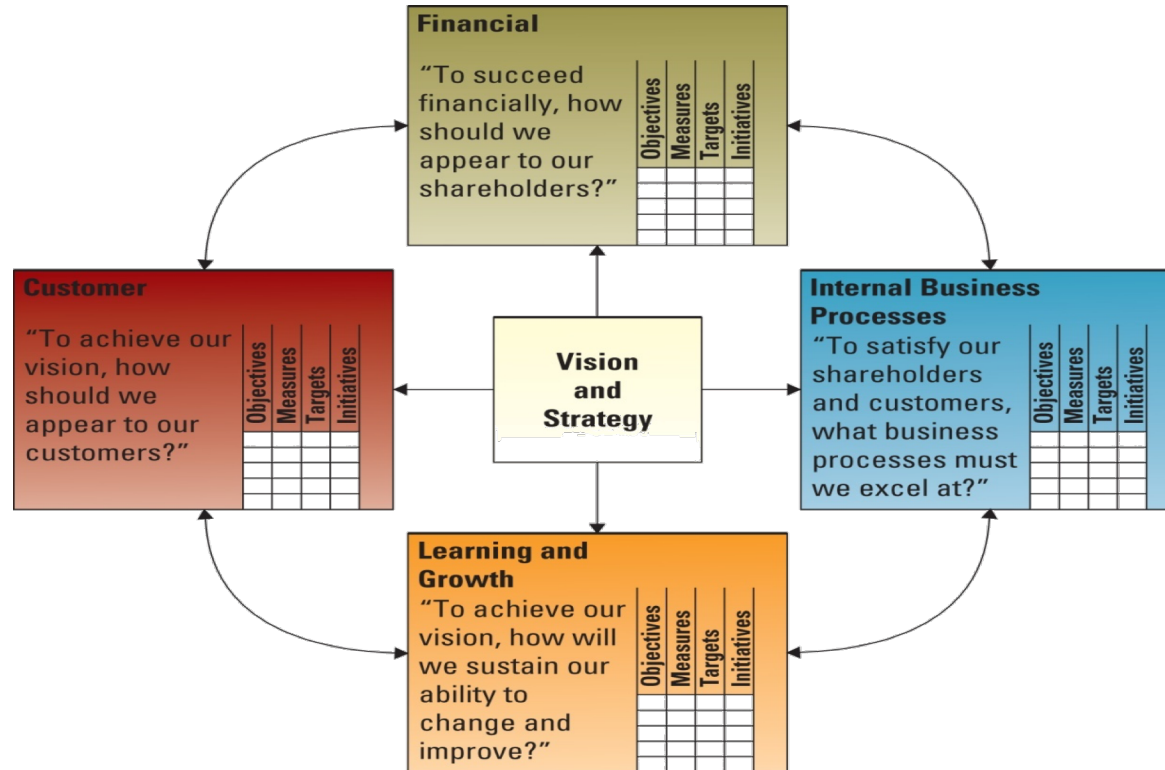 Financial
“To succeed
financially, how
should we
appear to our
shareholders?”
Objectives
Measures
Targets
Initiatives
Customer
“To achieve our
vision, how
should we
appear to our
customers?”
Objectives
Measures
Targets
Initiatives
Vision
and
Strategy
Internal Business
Processes
“To satisfy our
shareholders
and customers,
what business
processes must
we excel at?”
Objectives
Measures
Targets
Initiatives
Learning and
Growth
“To achieve our
vision, how will
we sustain our
ability to
change and
improve?”
Objectives
Measures
Targets
Initiatives